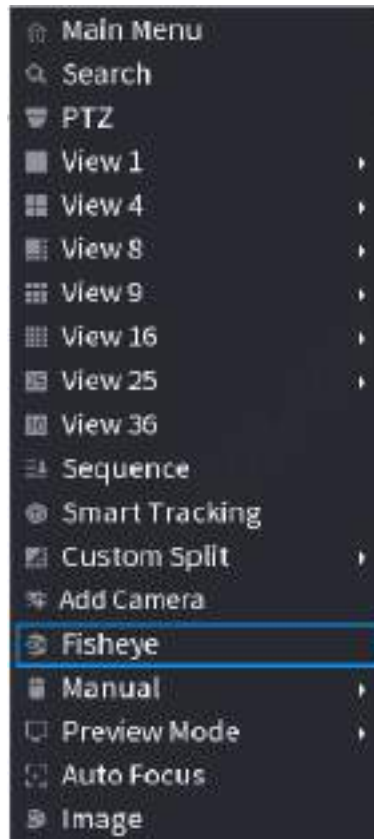 Main Menu
Search
PTZ
View 1
View 4
View 8
View 9
View 16
View 25
View 36
Sequence
Smart Tracking
Custom Split
Add Camera
Fisheye
Manual
Preview Mode
Auto Focus
Image